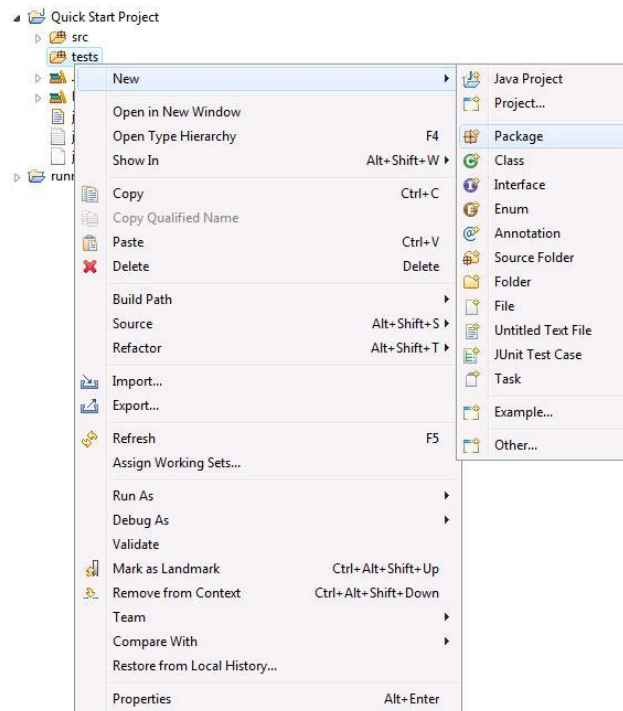 Quick Start Project
src
tests
New
Open in New Window
Open Type Hierarchy F4
Show In Alt+Shift+W
Copy Ctrl+C
Copy Qualified Name
Paste Ctrl+V
Delete Delete
Build Path
Source Alt+Shift+S
Refactor Alt+Shift+T
Import...
Export...
Refresh F5
Assign Working Sets...
Run As
Debug As
Validate
Mark as Landmark Ctrl+Alt+Shift+Up
Remove from Context Ctrl+Alt+Shift+Down
Team
Compare With
Restore from Local History...
Properties Alt+Enter
Java Project
Project...
Package
Class
Interface
Enum
Annotation
Source Folder
Folder
File
Untitled Text File
JUnit Test Case
Task
Example...
Other...